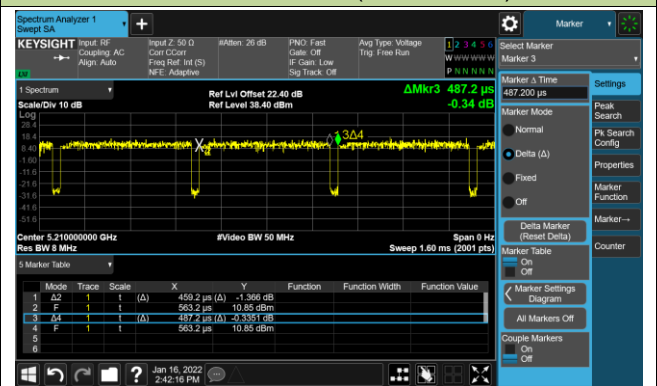 Spectrum Analyzer 1
Swept SA
Marker
KEYSIGHT
Input: RF
Coupling: AC
Align: Auto
Input Z: 50 Ω
Corr CCorr
Freq Ref: Int (S)
NFE: Adaptive
#Atten: 26 dB
PNO: Fast
Gate: Off
IF Gain: Low
Sig Track: Off
Avg Type: Voltage
Trig: Free Run
1 2 3 4 5 6
W W W W W W
P N N N N N
Select Marker
Marker 3
1 Spectrum
Scale/Div 10 dB
Log
Ref Lvl Offset 22.40 dB
Ref Level 38.40 dBm
ΔMkr3 487.2 µs
-0.34 dB
28.4
18.4
8.40
-1.60
-11.6
-21.6
-31.6
-41.6
-51.6
X
3Δ4
Center 5.210000000 GHz
Res BW 8 MHz
#Video BW 50 MHz
Span 0 Hz
Sweep 1.60 ms (2001 pts)
5 Marker Table
Mode Trace Scale X Y Function Function Width Function Value
1 Δ2 1 t (Δ) 459.2 µs (Δ) -1.366 dB
2 F 1 t 563.2 µs 10.85 dBm
3 Δ4 1 t (Δ) 487.2 µs (Δ) -0.3351 dB
4 F 1 t 563.2 µs 10.85 dBm
5
6
Marker Δ Time
487.200 µs
Marker Mode
Normal
Delta (Δ)
Fixed
Off
Delta Marker
(Reset Delta)
Marker Table
On
Off
Marker Settings
Diagram
All Markers Off
Couple Markers
On
Off
Settings
Peak
Search
Pk Search
Config
Properties
Marker
Function
Marker→
Counter
Jan 16, 2022
2:42:16 PM